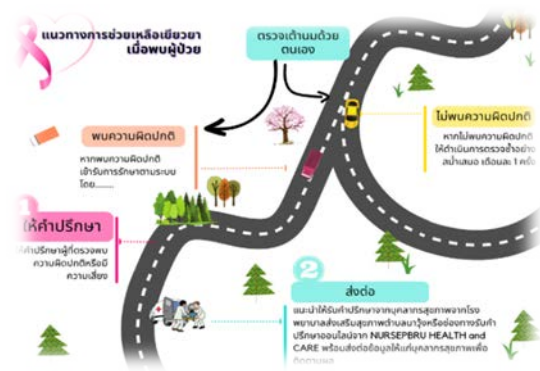 แนวทางการช่วยเหลือเยียวยา
เมื่อพบผู้ป่วย
ตรวจเต้านมด้วย
ตนเอง
พบความผิดปกติ
หากพบความผิดปกติ
เข้ารับการรักษาตามระบบ
โดย........
ไม่พบความผิดปกติ
หากไม่พบความผิดปกติ
ให้ดำเนินการตรวจซ้ำอย่าง
สม่ำเสมอ เดือนละ 1 ครั้ง
1
ให้คำปรึกษา
ให้คำปรึกษาผู้ที่ตรวจพบ
ความผิดปกติหรือมี
ความเสี่ยง
2
ส่งต่อ
แนะนำให้รับคำปรึกษาจากบุคลากรสุขภาพจากโรง
พยาบาลส่งเสริมสุขภาพตำบลนาวุ้งหรือช่องทางรับคำ
ปรึกษาออนไลน์จาก NURSEPBRU HEALTH and
CARE พร้อมส่งต่อข้อมูลให้แก่บุคลากรสุขภาพเพื่อ
ติดตามผล